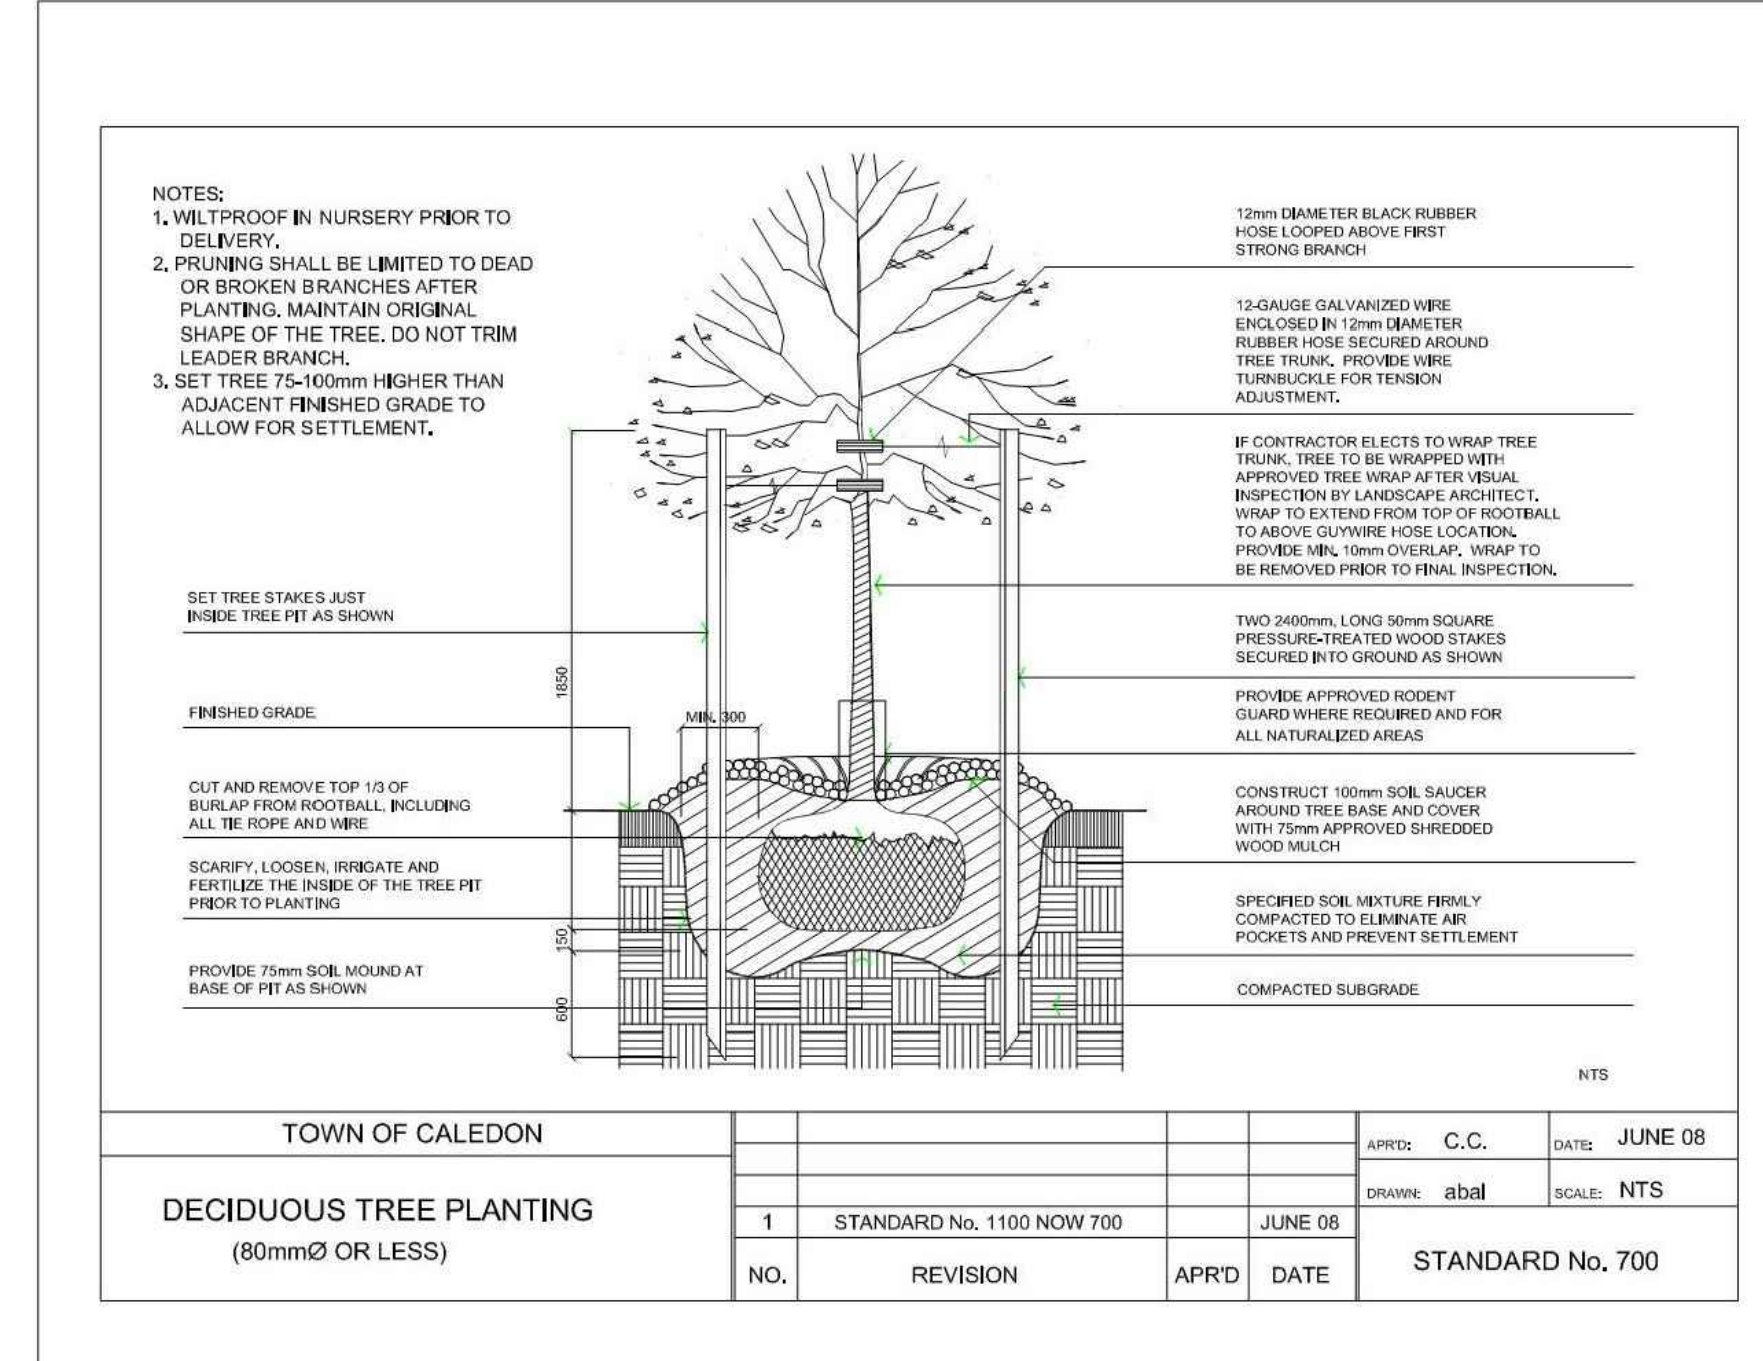 NOTES:
1. WILTPROOF IN NURSERY PRIOR TO
DELIVERY.
2. PRUNING SHALL BE LIMITED TO DEAD
OR BROKEN BRANCHES AFTER
PLANTING. MAINTAIN ORIGINAL
SHAPE OF THE TREE. DO NOT TRIM
LEADER BRANCH.
3. SET TREE 75-100mm HIGHER THAN
ADJACENT FINISHED GRADE TO
ALLOW FOR SETTLEMENT.
SET TREE STAKES JUST
INSIDE TREE PIT AS SHOWN
FINISHED GRADE
CUT AND REMOVE TOP 1/3 OF
BURLAP FROM ROOTBALL, INCLUDING
ALL TIE ROPE AND WIRE
SCARIFY, LOOSEN, IRRIGATE AND
FERTILIZE THE INSIDE OF THE TREE PIT
PRIOR TO PLANTING
PROVIDE 75mm SOIL MOUND AT
BASE OF PIT AS SHOWN
1850
MIN. 300
150
600
12mm DIAMETER BLACK RUBBER
HOSE LOOPED ABOVE FIRST
STRONG BRANCH
12-GAUGE GALVANIZED WIRE
ENCLOSED IN 12mm DIAMETER
RUBBER HOSE SECURED AROUND
TREE TRUNK. PROVIDE WIRE
TURNBUCKLE FOR TENSION
ADJUSTMENT.
IF CONTRACTOR ELECTS TO WRAP TREE
TRUNK, TREE TO BE WRAPPED WITH
APPROVED TREE WRAP AFTER VISUAL
INSPECTION BY LANDSCAPE ARCHITECT.
WRAP TO EXTEND FROM TOP OF ROOTBALL
TO ABOVE GUYWIRE HOSE LOCATION.
PROVIDE MIN. 10mm OVERLAP. WRAP TO
BE REMOVED PRIOR TO FINAL INSPECTION.
TWO 2400mm, LONG 50mm SQUARE
PRESSURE-TREATED WOOD STAKES
SECURED INTO GROUND AS SHOWN
PROVIDE APPROVED RODENT
GUARD WHERE REQUIRED AND FOR
ALL NATURALIZED AREAS
CONSTRUCT 100mm SOIL SAUCER
AROUND TREE BASE AND COVER
WITH 75mm APPROVED SHREDDED
WOOD MULCH
SPECIFIED SOIL MIXTURE FIRMLY
COMPACTED TO ELIMINATE AIR
POCKETS AND PREVENT SETTLEMENT
COMPACTED SUBGRADE
NTS
TOWN OF CALEDON
DECIDUOUS TREE PLANTING
(80mmØ OR LESS)
1 STANDARD No. 1100 NOW 700 JUNE 08
NO. REVISION APR'D DATE
APR'D: C.C. DATE: JUNE 08
DRAWN: abal SCALE: NTS
STANDARD No. 700